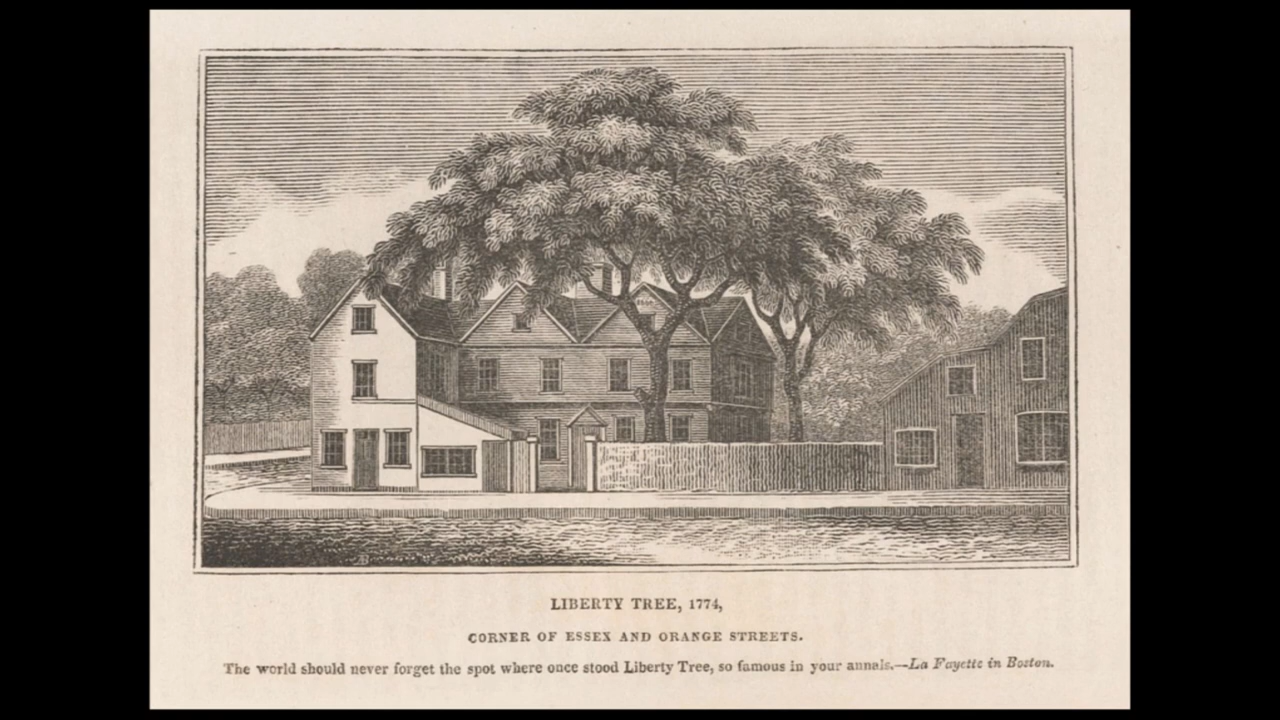 LIBERTY TREE, 1774,
CORNER OF ESSEX AND ORANGE STREETS.
The world should never forget the spot where once stood Liberty Tree, so famous in your annals.—La Fayette in Boston.